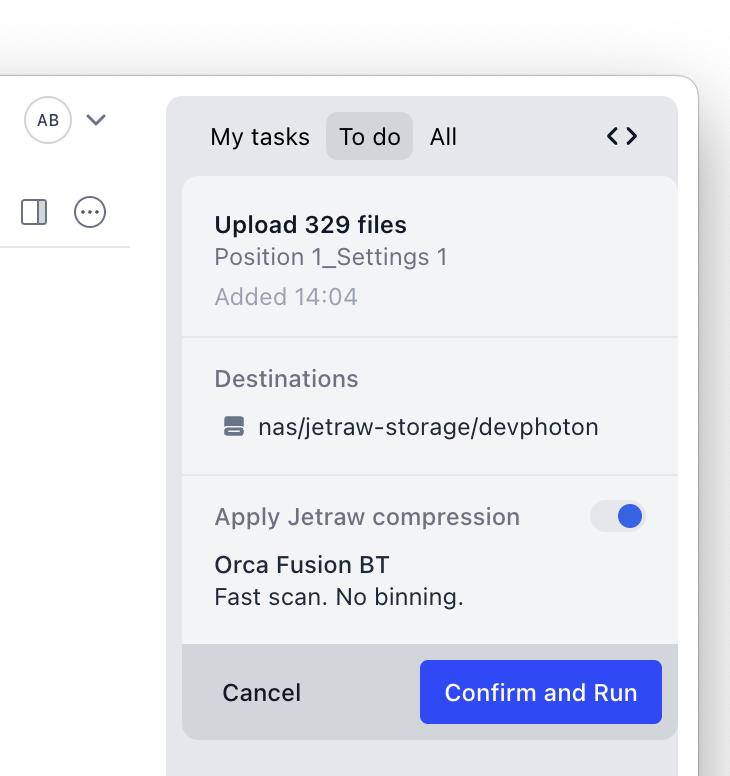 AB
My tasks To do All
Upload 329 files
Position 1_Settings 1
Added 14:04
Destinations
nas/jetraw-storage/devphoton
Apply Jetraw compression
Orca Fusion BT
Fast scan. No binning.
Cancel Confirm and Run